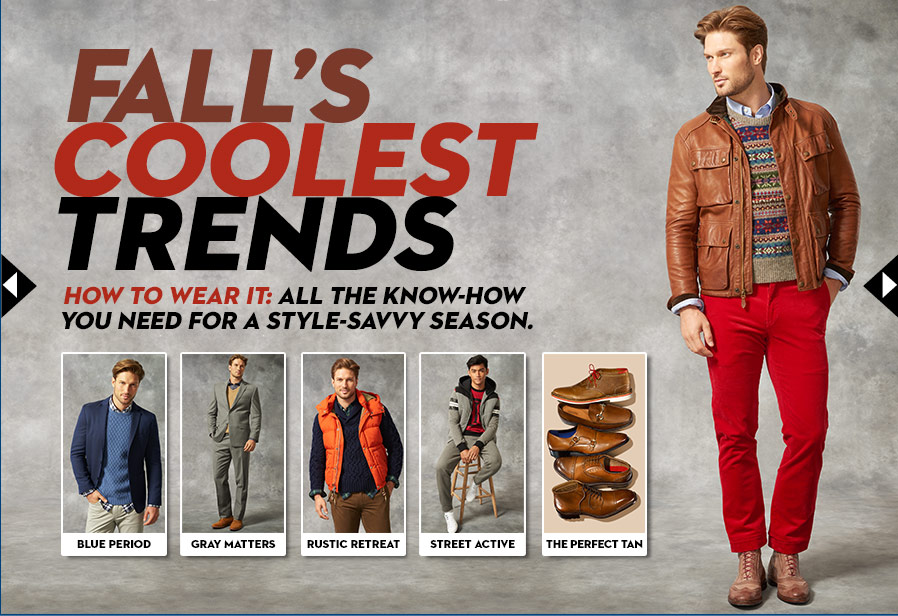 FALL'S
COOLEST
TRENDS
HOW TO WEAR IT: ALL THE KNOW-HOW
YOU NEED FOR A STYLE-SAVVY SEASON.
BLUE PERIOD
GRAY MATTERS
RUSTIC RETREAT
STREET ACTIVE
THE PERFECT TAN